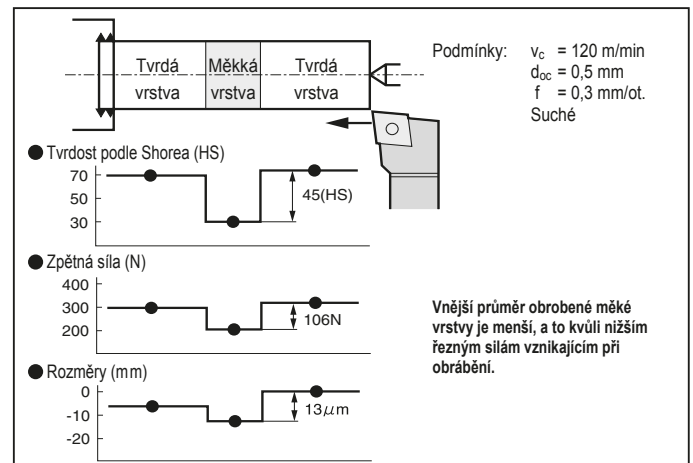 Tvrdá Měkká Tvrdá
vrstva vrstva vrstva
Podmínky: vc = 120 m/min
doc = 0,5 mm
f = 0,3 mm/ot.
Suché
● Tvrdost podle Shorea (HS)
70
50
30
45(HS)
● Zpětná síla (N)
400
300
200
106N
Vnější průměr obrobené měké
vrstvy je menší, a to kvůli nižším
řezným silám vznikajícím při
obrábění.
● Rozměry (mm)
0
-10
-20
13μm